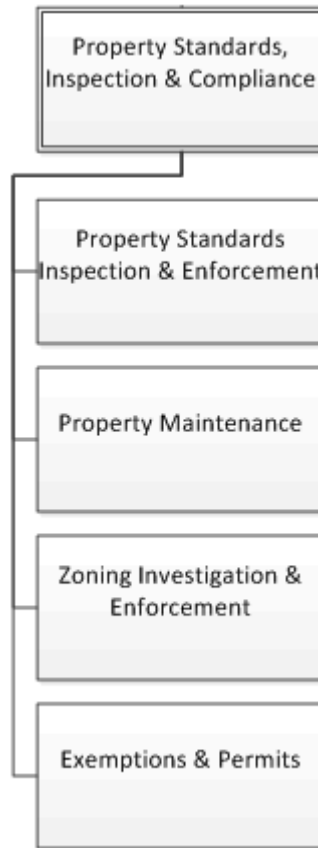 Property Standards,
Inspection & Compliance
Property Standards
Inspection & Enforcement
Property Maintenance
Zoning Investigation &
Enforcement
Exemptions & Permits